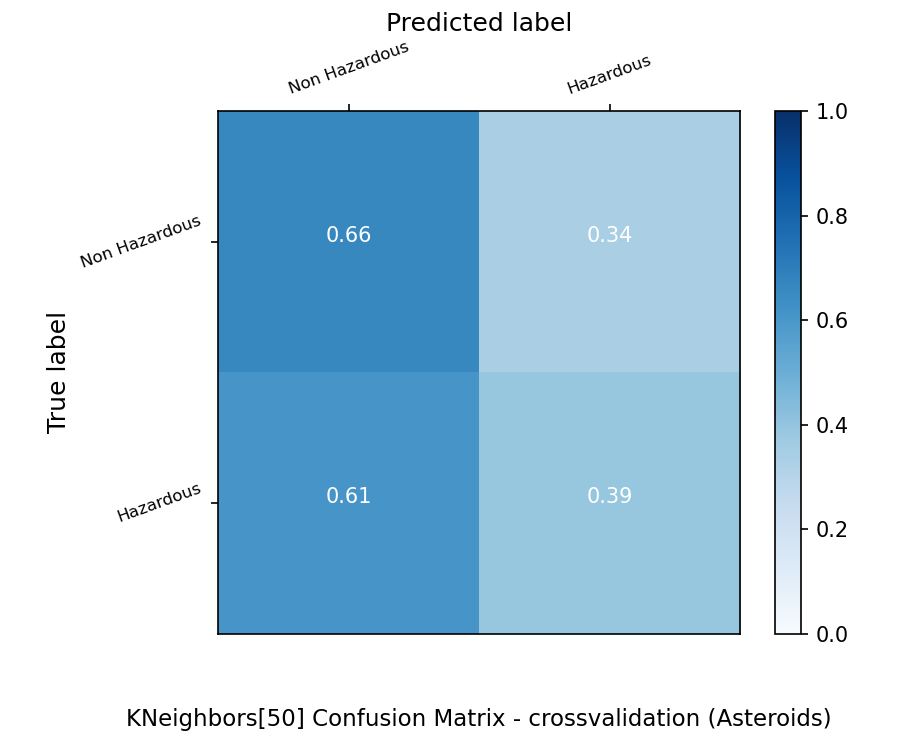 Predicted label
Non Hazardous
Hazardous
1.0
Non Hazardous
0.66
0.34
0.8
0.6
True label
0.4
Hazardous
0.61
0.39
0.2
0.0
KNeighbors[50] Confusion Matrix - crossvalidation (Asteroids)